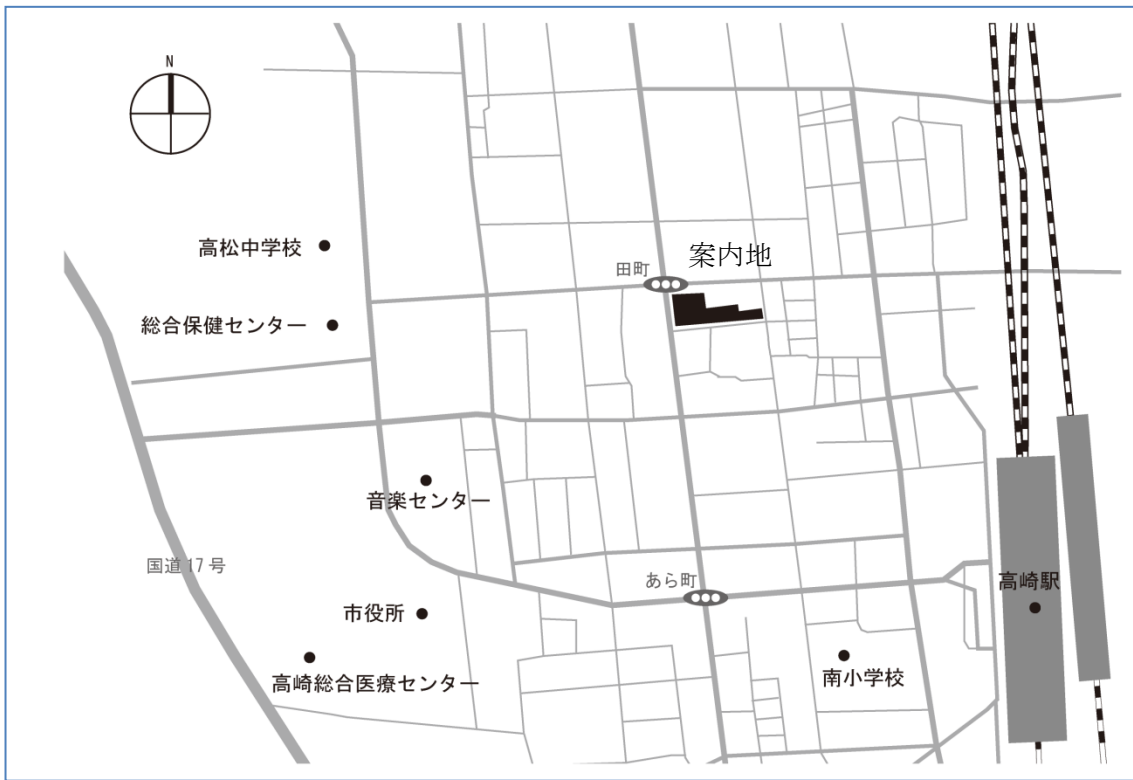 N
高松中学校
案内地
田町
総合保健センター
音楽センター
国道17号
あら町
高崎駅
市役所
高崎総合医療センター
南小学校